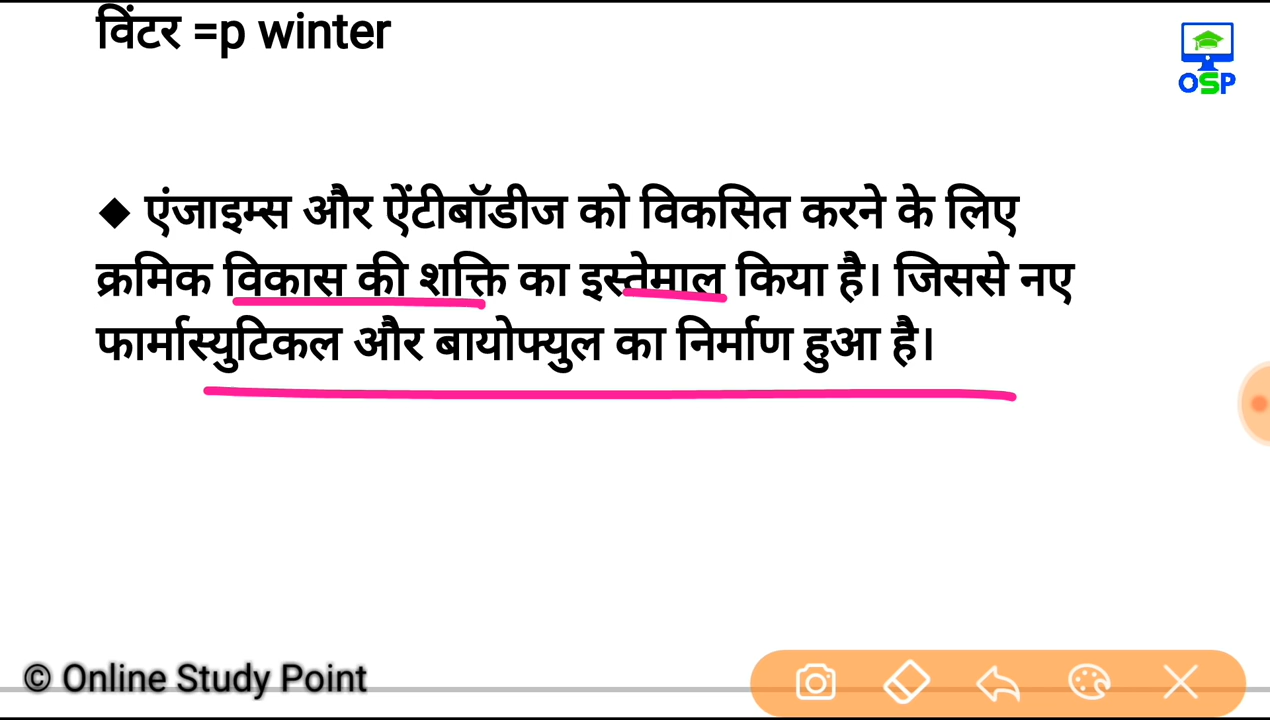 विंटर =p winter
OSP
◆ एंजाइम्स और ऐंटीबॉडीज को विकसित करने के लिए
क्रमिक विकास की शक्ति का इस्तेमाल किया है। जिससे नए
फार्मास्युटिकल और बायोफ्युल का निर्माण हुआ है।
© Online Study Point